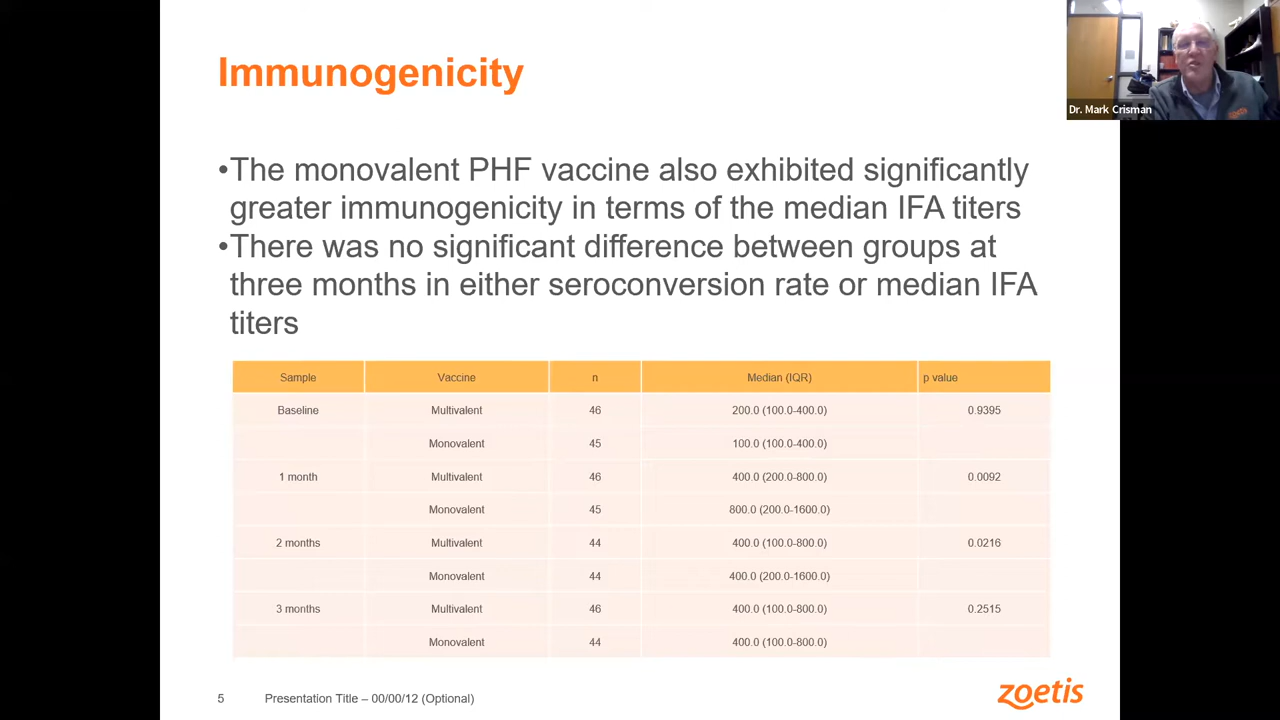 Immunogenicity
Dr. Mark Crisman
•The monovalent PHF vaccine also exhibited significantly
greater immunogenicity in terms of the median IFA titers
•There was no significant difference between groups at
three months in either seroconversion rate or median IFA
titers
Sample Vaccine n Median (IQR) p value
Baseline Multivalent 46 200.0 (100.0-400.0) 0.9395
Monovalent 45 100.0 (100.0-400.0)
1 month Multivalent 46 400.0 (200.0-800.0) 0.0092
Monovalent 45 800.0 (200.0-1600.0)
2 months Multivalent 44 400.0 (100.0-800.0) 0.0216
Monovalent 44 400.0 (200.0-1600.0)
3 months Multivalent 46 400.0 (100.0-800.0) 0.2515
Monovalent 44 400.0 (100.0-800.0)
5 Presentation Title – 00/00/12 (Optional)
zoetis